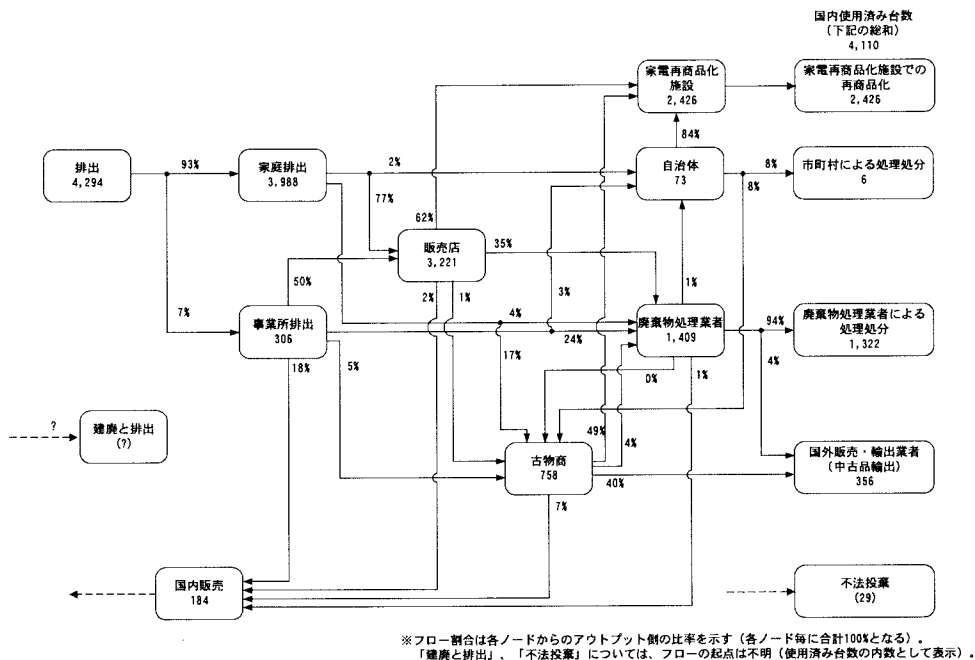 国内使用済み台数
(下記の総和)
4,110
家電再商品化
施設
2,426
家電再商品化施設での
再商品化
2,426
84%
排出
4,294
93%
家庭排出
3,988
2%
77%
自治体
73
8%
8%
市町村による処理処分
6
62%
販売店
3,221
35%
50%
2%
1%
3%
1%
7%
事業所排出
306
4%
24%
廃棄物処理業者
1,409
94%
4%
廃棄物処理業者による
処理処分
1,322
18%
5%
17%
0%
1%
?
建廃と排出
(?)
49%
4%
古物商
758
40%
7%
国外販売・輸出業者
(中古品輸出)
356
国内販売
184
不法投棄
(29)
※フロー割合は各ノードからのアウトプット側の比率を示す(各ノード毎に合計100%となる)。
「建廃と排出」、「不法投棄」については、フローの起点は不明(使用済み台数の内数として表示)。